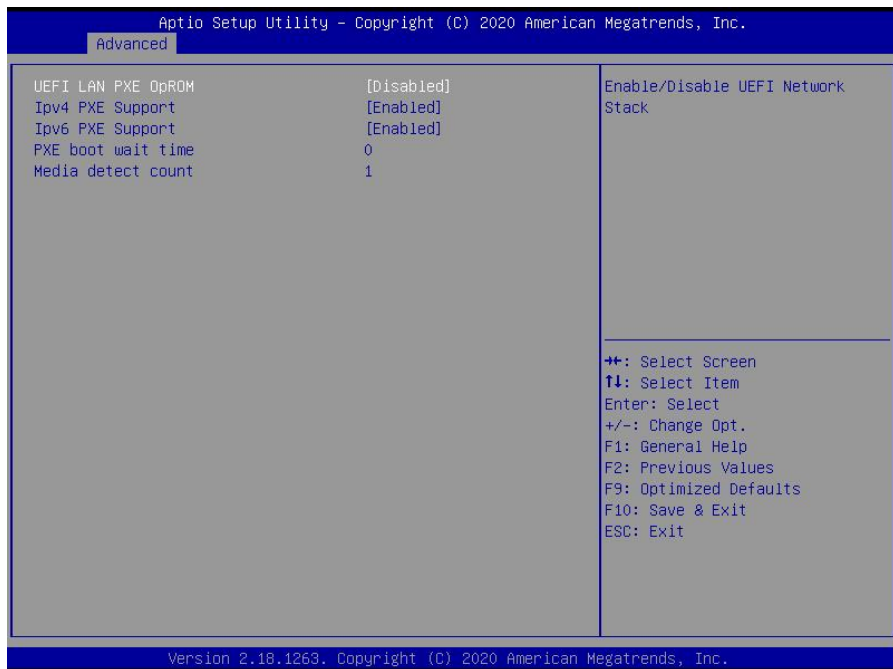 Aptio Setup Utility – Copyright (C) 2020 American Megatrends, Inc.
Advanced
UEFI LAN PXE OpROM [Disabled]
Ipv4 PXE Support [Enabled]
Ipv6 PXE Support [Enabled]
PXE boot wait time 0
Media detect count 1
Enable/Disable UEFI Network
Stack
→←: Select Screen
↑↓: Select Item
Enter: Select
+/-: Change Opt.
F1: General Help
F2: Previous Values
F9: Optimized Defaults
F10: Save & Exit
ESC: Exit
Version 2.18.1263. Copyright (C) 2020 American Megatrends, Inc.